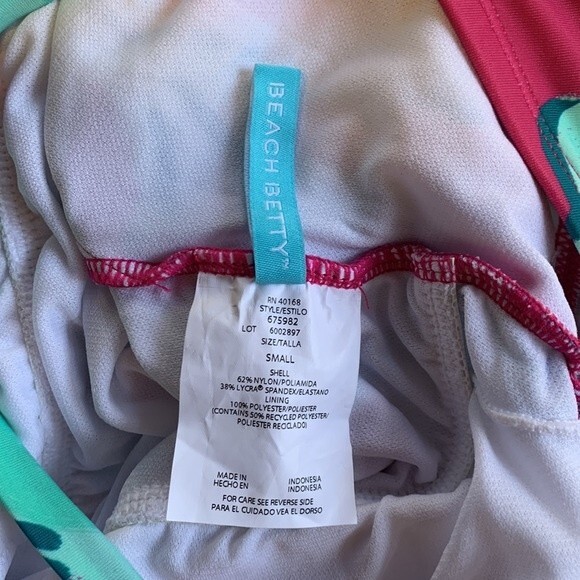 BEACH BETTY™
RN 40168
STYLE/ESTILO
675982
LOT 6002897
SIZE/TALLA
SMALL
SHELL
62% NYLON/POLIAMIDA
38% LYCRA® SPANDEX/ELASTANO
LINING
100% POLYESTER/POLIESTER
(CONTAINS 50% RECYCLED POLYESTER/
POLIESTER RECICLADO)
MADE IN INDONESIA
HECHO EN INDONESIA
FOR CARE SEE REVERSE SIDE
PARA EL CUIDADO VEA EL DORSO